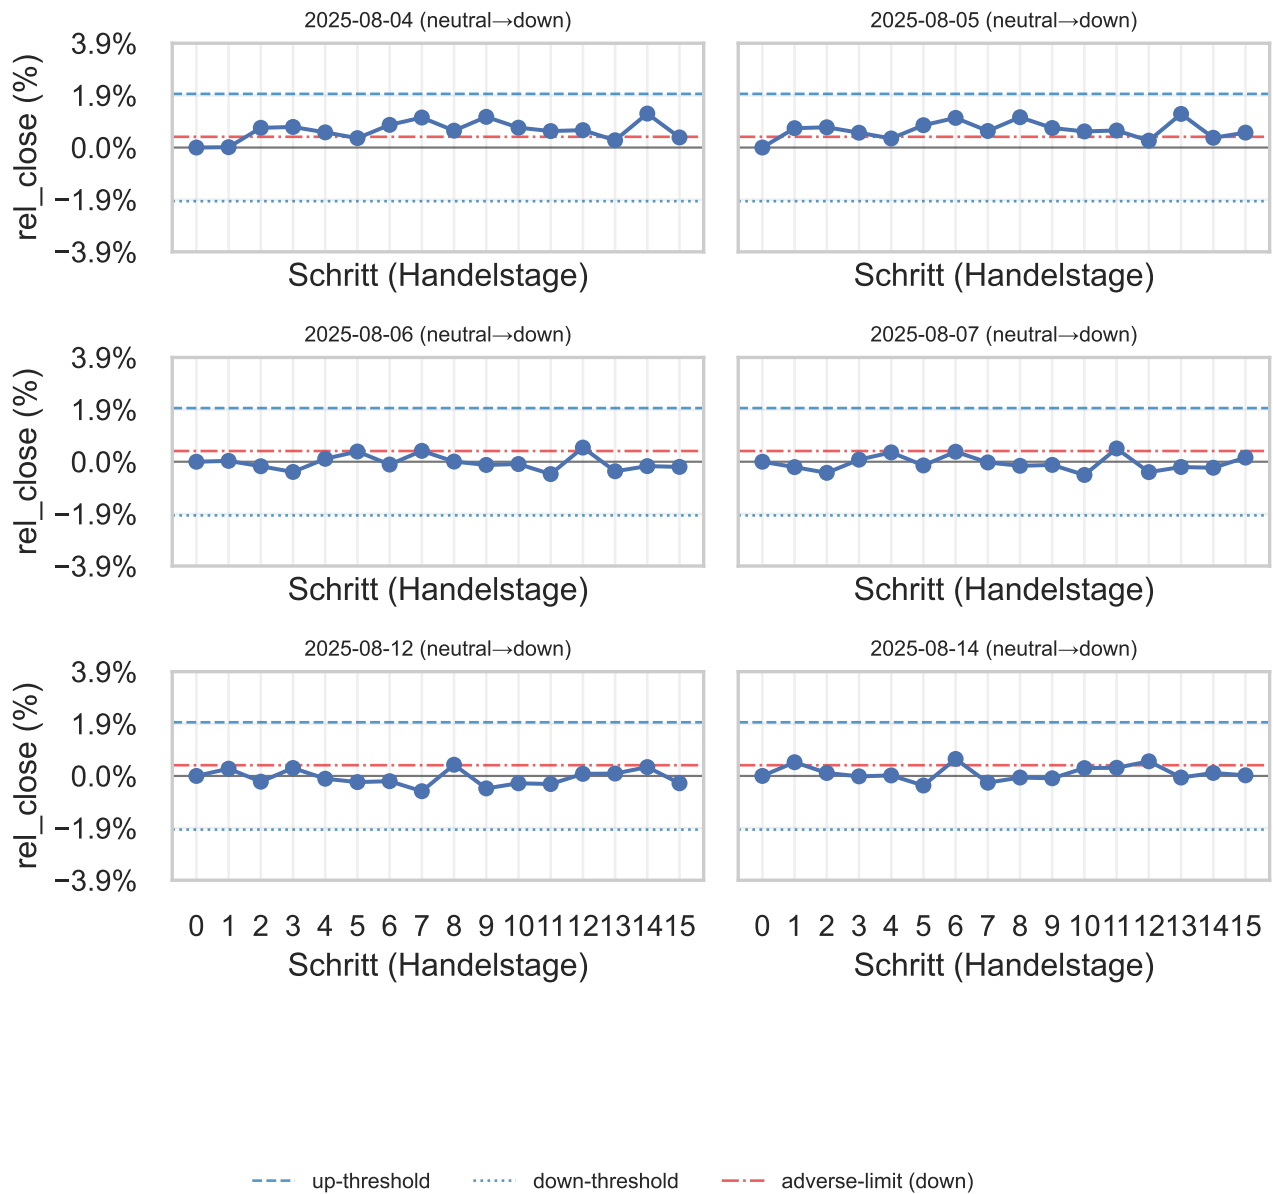 2025-08-04 (neutral→down)
2025-08-05 (neutral→down)
rel_close (%)
3.9%
1.9%
0.0%
−1.9%
−3.9%
Schritt (Handelstage)
Schritt (Handelstage)
2025-08-06 (neutral→down)
2025-08-07 (neutral→down)
rel_close (%)
3.9%
1.9%
0.0%
−1.9%
−3.9%
Schritt (Handelstage)
Schritt (Handelstage)
2025-08-12 (neutral→down)
2025-08-14 (neutral→down)
rel_close (%)
3.9%
1.9%
0.0%
−1.9%
−3.9%
0 1 2 3 4 5 6 7 8 9 10 11 12 13 14 15
0 1 2 3 4 5 6 7 8 9 10 11 12 13 14 15
Schritt (Handelstage)
Schritt (Handelstage)
up-threshold
down-threshold
adverse-limit (down)